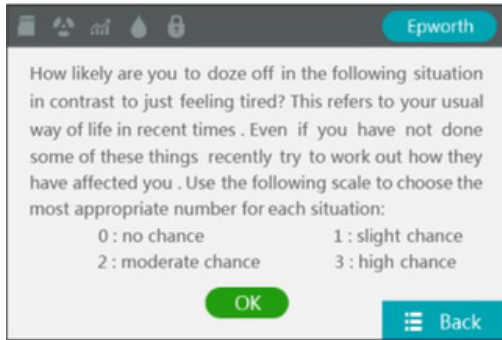 Epworth
How likely are you to doze off in the following situation
in contrast to just feeling tired? This refers to your usual
way of life in recent times . Even if you have not done
some of these things recently try to work out how they
have affected you . Use the following scale to choose the
most appropriate number for each situation:
0 : no chance 1 : slight chance
2 : moderate chance 3 : high chance
OK
Back